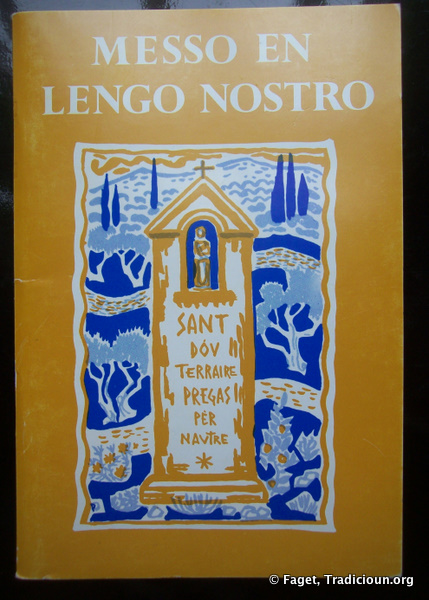 MESSO EN
LENGO NOSTRO
SANT
DÓU
TERRAIRE
PREGAS
PÈR
NAUTRE
© Faget, Tradicioun.org